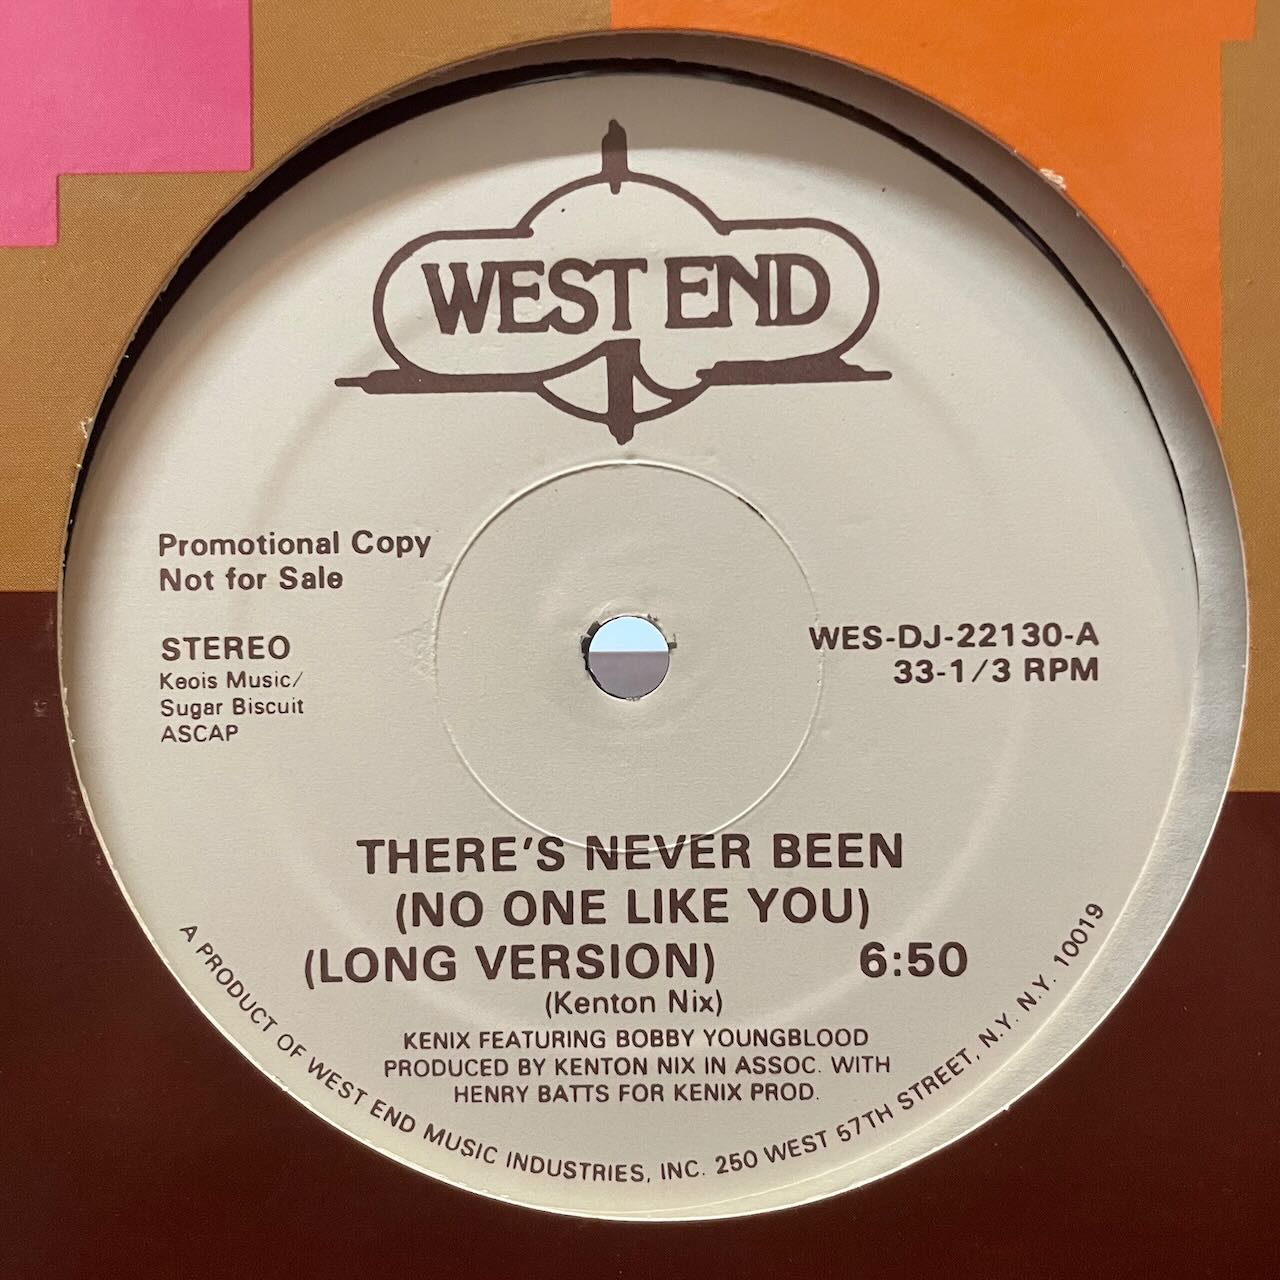 WEST END
Promotional Copy
Not for Sale
STEREO
Keois Music/
Sugar Biscuit
ASCAP
WES-DJ-22130-A
33-1/3 RPM
THERE'S NEVER BEEN
(NO ONE LIKE YOU)
(LONG VERSION) 6:50
(Kenton Nix)
KENIX FEATURING BOBBY YOUNGBLOOD
PRODUCED BY KENTON NIX IN ASSOC. WITH
HENRY BATTS FOR KENIX PROD.
A PRODUCT OF WEST END MUSIC INDUSTRIES, INC. 250 WEST 57TH STREET, N.Y. N.Y. 10019